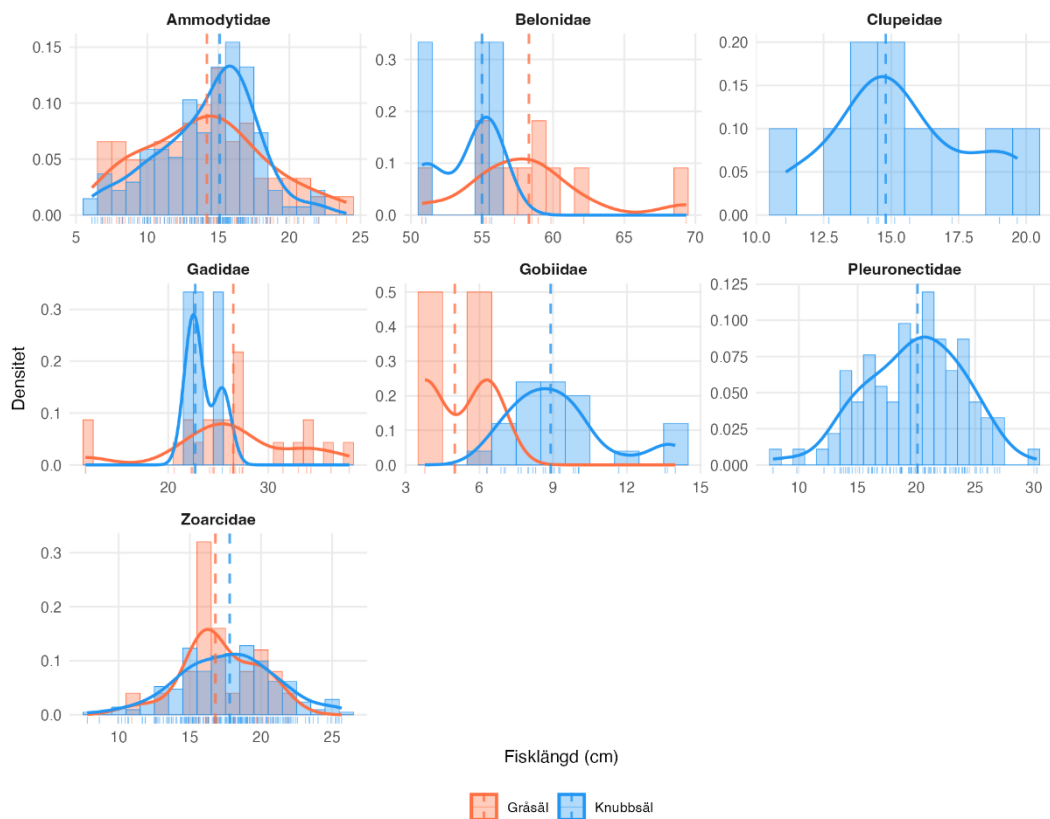 Ammodytidae
Belonidae
Clupeidae
0.15
0.10
0.05
0.00
5 10 15 20 25
0.4
0.3
0.2
0.1
0.0
50 55 60 65 70
0.20
0.15
0.10
0.05
0.00
10.0 12.5 15.0 17.5 20.0
Gadidae
Gobiidae
Pleuronectidae
0.3
0.2
0.1
0.0
20 30
0.5
0.4
0.3
0.2
0.1
0.0
3 6 9 12 15
0.125
0.100
0.075
0.050
0.025
0.000
10 15 20 25 30
Densitet
Zoarcidae
0.3
0.2
0.1
0.0
10 15 20 25
Fisklängd (cm)
Gråsäl Knubbsäl